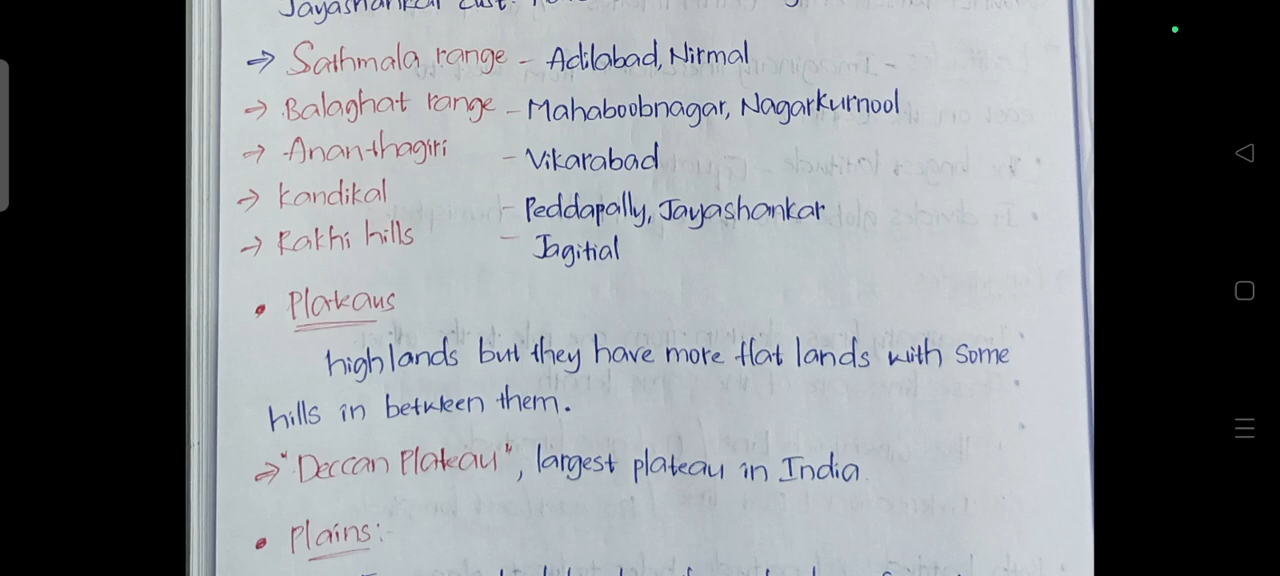 → Sathmala range - Adilabad, Nirmal
→ Balaghat range - Mahaboobnagar, Nagarkurnool
→ Ananthagiri - Vikarabad
→ Kandikal - Peddapally, Jayashankar
→ Rakhi hills - Jagitial
• Plateaus
highlands but they have more flat lands with some
hills in between them.
→ "Deccan Plateau", largest plateau in India.
• Plains:-